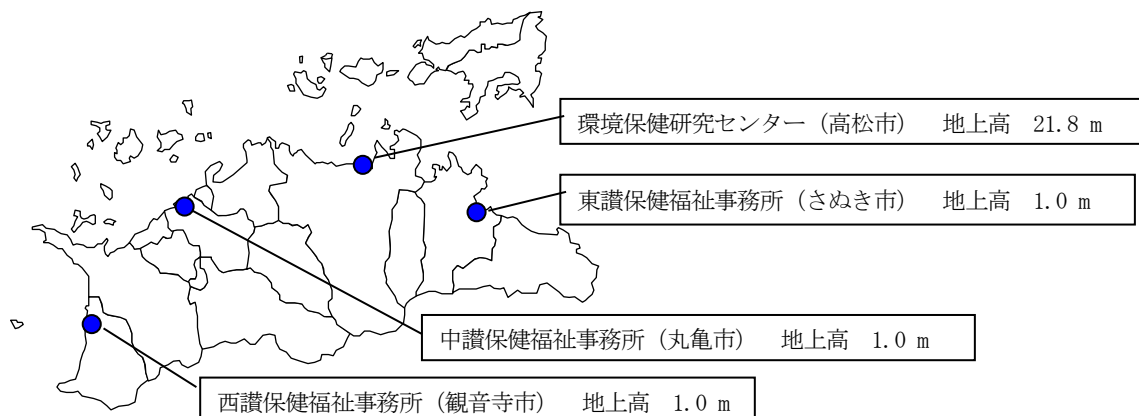 環境保健研究センター（高松市）　地上高　21.8 m
東讃保健福祉事務所（さぬき市）　地上高　1.0 m
中讃保健福祉事務所（丸亀市）　地上高　1.0 m
西讃保健福祉事務所（観音寺市）　地上高　1.0 m